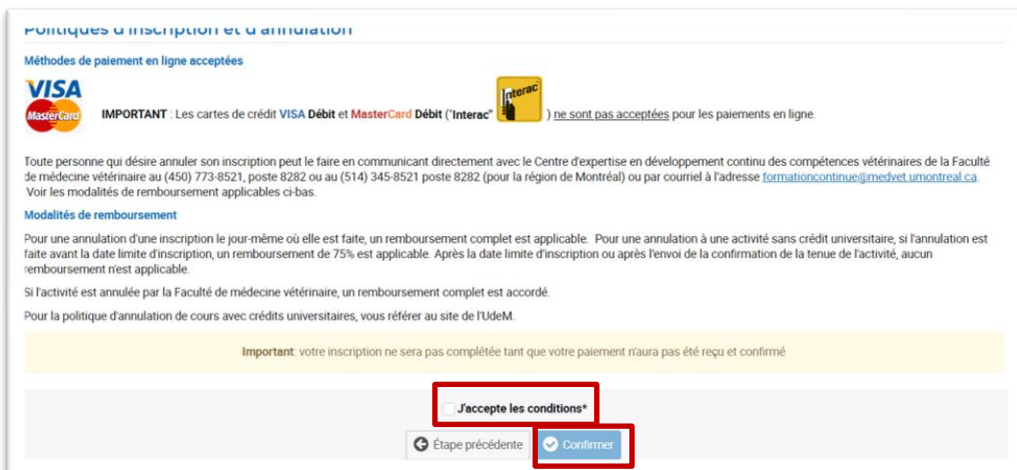 Politiques d'inscription et d'annulation
Méthodes de paiement en ligne acceptées
VISA
MasterCard
Interac
IMPORTANT : Les cartes de crédit VISA Débit et MasterCard Débit ("Interac" ) ne sont pas acceptées pour les paiements en ligne.
Toute personne qui désire annuler son inscription peut le faire en communicant directement avec le Centre d'expertise en développement continu des compétences vétérinaires de la Faculté
de médecine vétérinaire au (450) 773-8521, poste 8282 ou au (514) 345-8521 poste 8282 (pour la région de Montréal) ou par courriel à l'adresse formationcontinue@medvet.umontreal.ca.
Voir les modalités de remboursement applicables ci-bas.
Modalités de remboursement
Pour une annulation d'une inscription le jour-même où elle est faite, un remboursement complet est applicable. Pour une annulation à une activité sans crédit universitaire, si l'annulation est
faite avant la date limite d'inscription, un remboursement de 75% est applicable. Après la date limite d'inscription ou après l'envoi de la confirmation de la tenue de l'activité, aucun
remboursement n'est applicable.
Si l'activité est annulée par la Faculté de médecine vétérinaire, un remboursement complet est accordé.
Pour la politique d'annulation de cours avec crédits universitaires, vous référer au site de l'UdeM.
Important: votre inscription ne sera pas complétée tant que votre paiement n'aura pas été reçu et confirmé
J'accepte les conditions*
Étape précédente
Confirmer